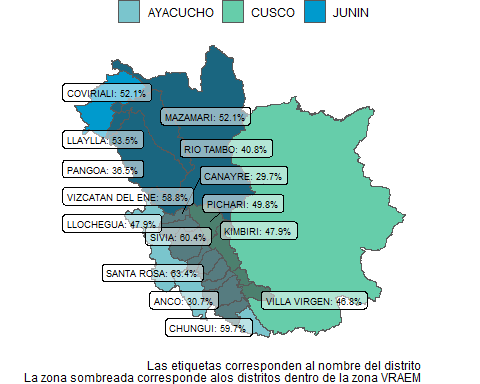 AYACUCHO CUSCO JUNIN
COVIRIALI: 52.1%
MAZAMARI: 52.1%
LLAYLLA: 53.5%
RIO TAMBO: 40.8%
PANGOA: 36.5%
CANAYRE: 29.7%
VIZCATAN DEL ENE: 58.8%
PICHARI: 49.8%
LLOCHEGUA: 47.9%
KIMBIRI: 47.9%
SIVIA: 60.4%
SANTA ROSA: 63.4%
ANCO: 30.7%
VILLA VIRGEN: 46.8%
CHUNGUI: 59.7%
Las etiquetas corresponden al nombre del distrito
La zona sombreada corresponde alos distritos dentro de la zona VRAEM